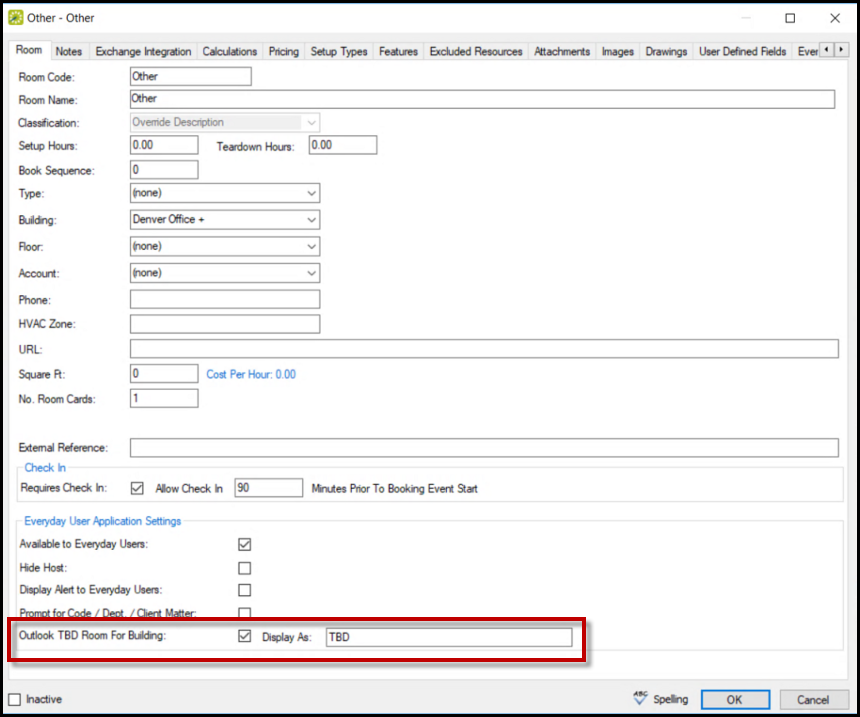 Other - Other
Room Notes Exchange Integration Calculations Pricing Setup Types Features Excluded Resources Attachments Images Drawings User Defined Fields Ever
Room Code: Other
Room Name: Other
Classification: Override Description
Setup Hours: 0.00 Teardown Hours: 0.00
Book Sequence: 0
Type: (none)
Building: Denver Office +
Floor: (none)
Account: (none)
Phone:
HVAC Zone:
URL:
Square Ft: 0 Cost Per Hour: 0.00
No. Room Cards: 1
External Reference:
Check In
Requires Check In: Allow Check In 90 Minutes Prior To Booking Event Start
Everyday User Application Settings
Available to Everyday Users:
Hide Host:
Display Alert to Everyday Users:
Prompt for Code / Dept. / Client Matter:
Outlook TBD Room For Building: Display As: TBD
Inactive ABC Spelling OK Cancel